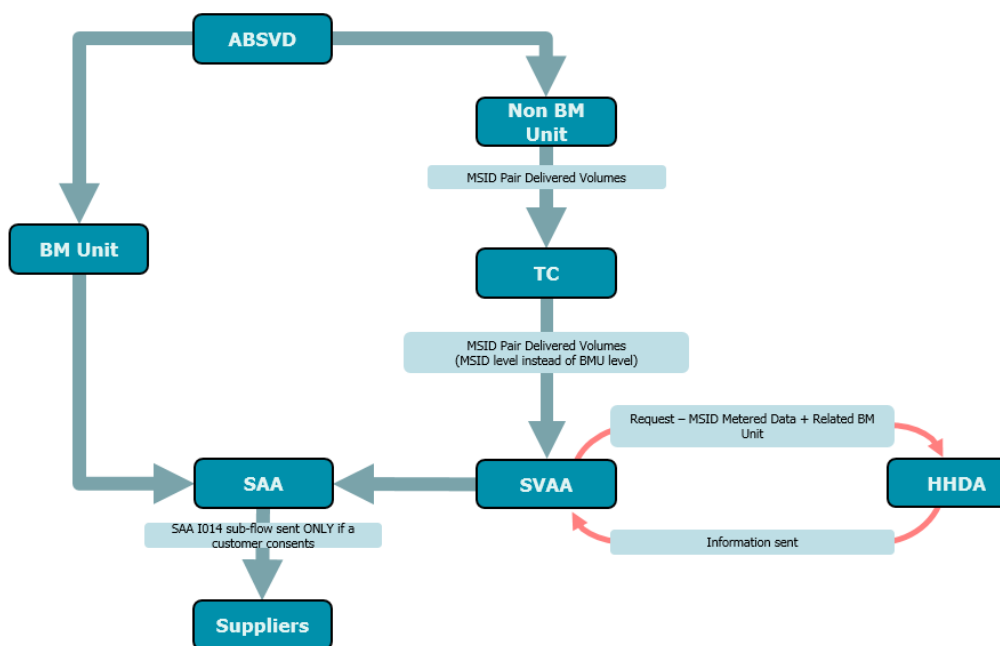 ABSVD
Non BM
Unit
MSID Pair Delivered Volumes
BM Unit
TC
MSID Pair Delivered Volumes
(MSID level instead of BMU level)
Request – MSID Metered Data + Related BM
Unit
SAA
SVAA
HHDA
SAA I014 sub-flow sent ONLY if a
customer consents
Information sent
Suppliers